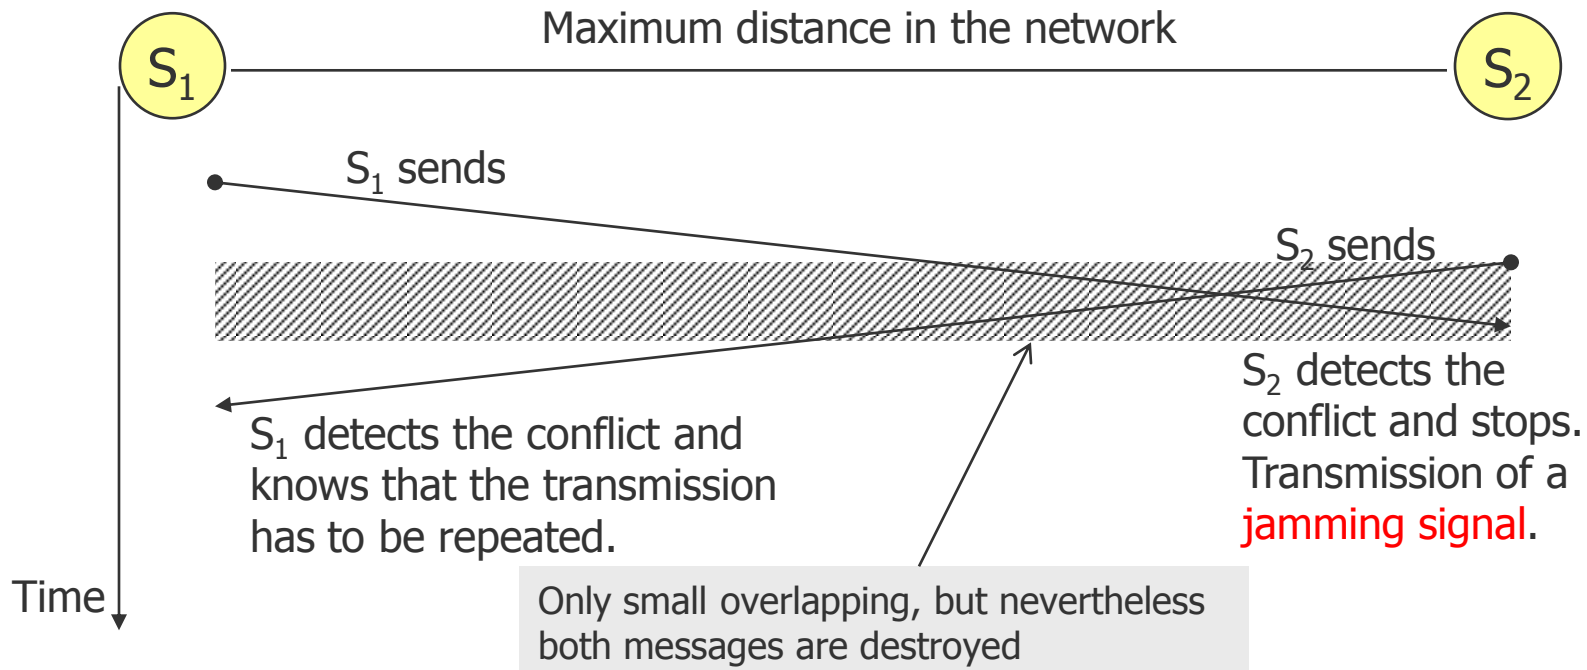 Maximum distance in the network
S₁
S₂
S₁ sends
S₂ sends
S₂ detects the
conflict and stops.
Transmission of a
jamming signal.
S₁ detects the conflict and
knows that the transmission
has to be repeated.
Time
Only small overlapping, but nevertheless
both messages are destroyed